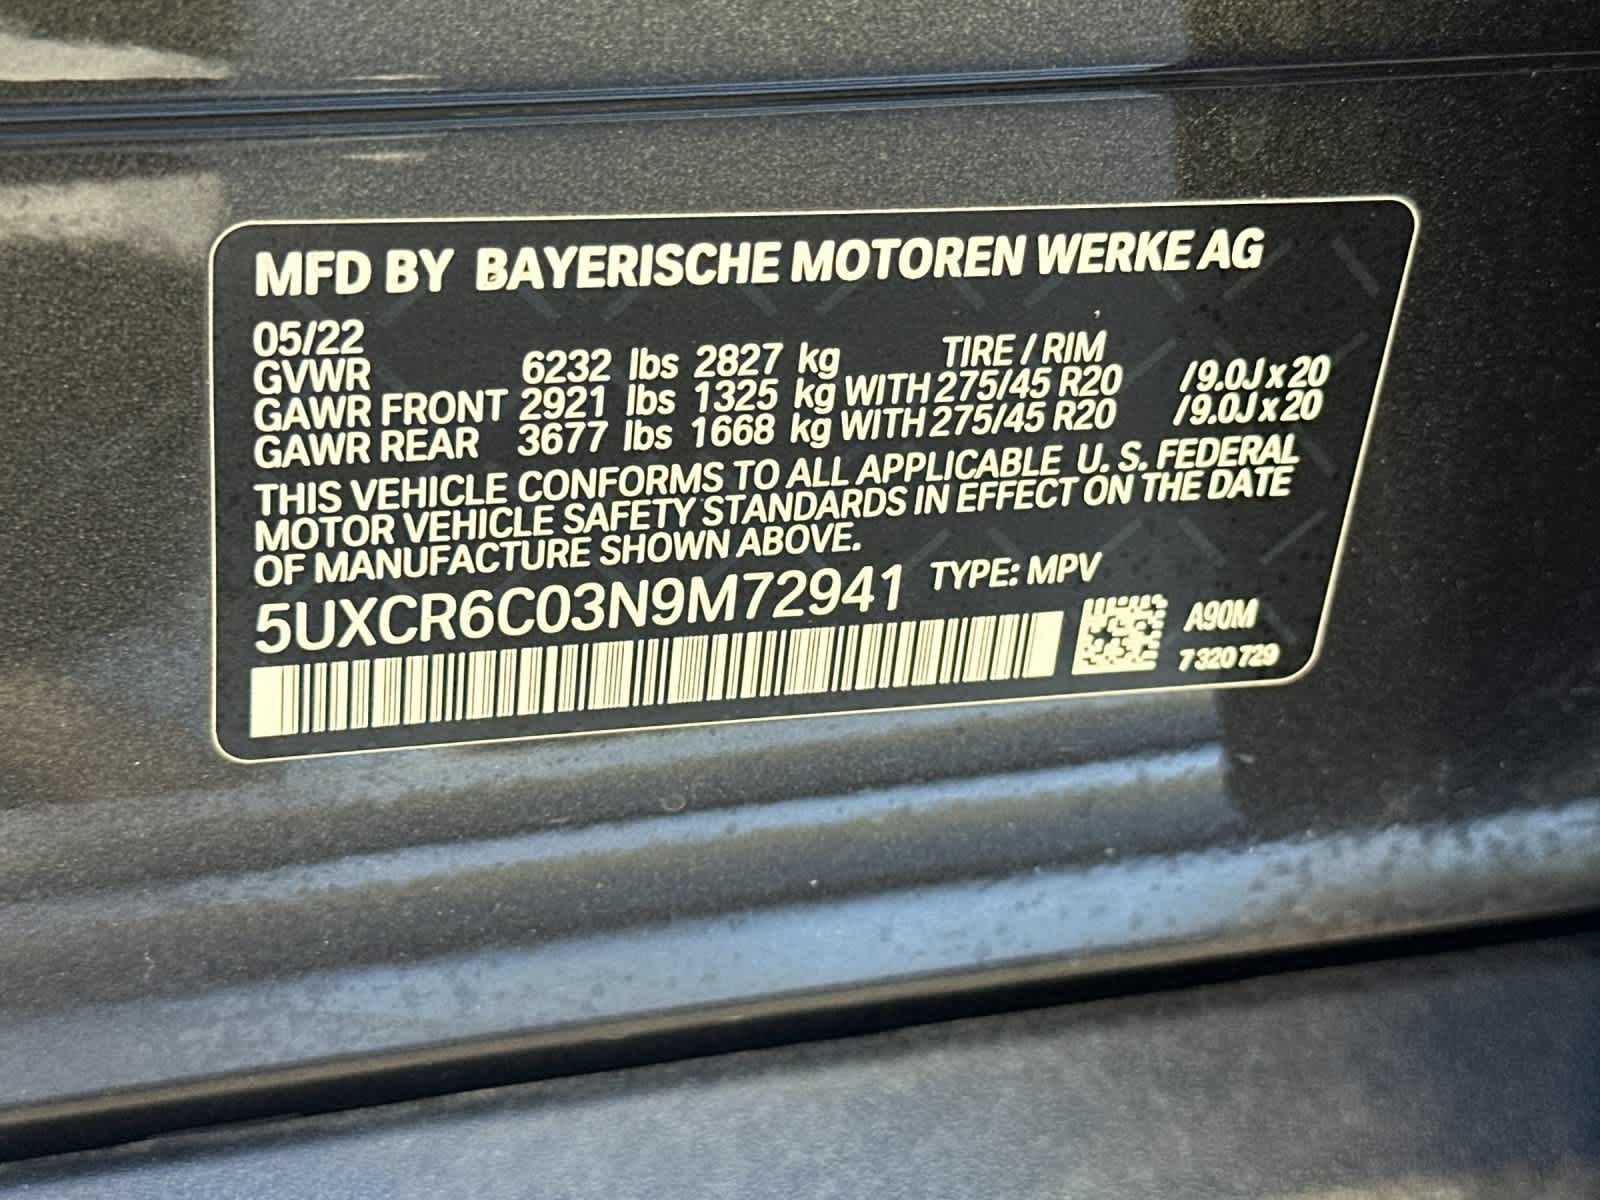 MFD BY BAYERISCHE MOTOREN WERKE AG
05/22
TIRE / RIM
GVWR 6232 lbs 2827 kg
GAWR FRONT 2921 lbs 1325 kg WITH 275/45 R20 / 9.0J x 20
GAWR REAR 3677 lbs 1668 kg WITH 275/45 R20 / 9.0J x 20
THIS VEHICLE CONFORMS TO ALL APPLICABLE U. S. FEDERAL
MOTOR VEHICLE SAFETY STANDARDS IN EFFECT ON THE DATE
OF MANUFACTURE SHOWN ABOVE.
5UXCR6C03N9M72941 TYPE: MPV
A90M
7 320 729